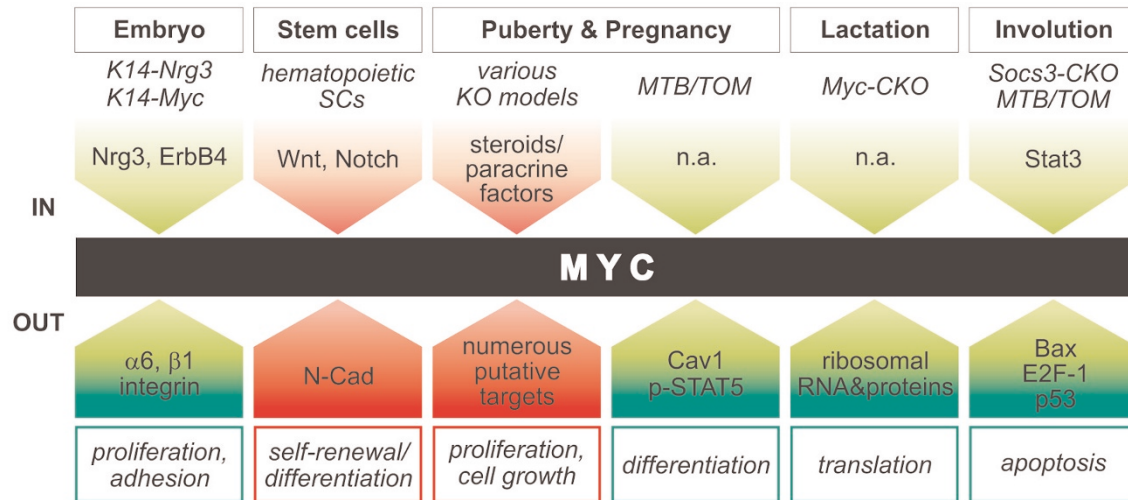 Embryo
Stem cells
Puberty & Pregnancy
Lactation
Involution
K14-Nrg3
K14-Myc
hematopoietic
SCs
various
KO models
MTB/TOM
Myc-CKO
Socs3-CKO
MTB/TOM
Nrg3, ErbB4
Wnt, Notch
steroids/
paracrine
factors
n.a.
n.a.
Stat3
IN
MYC
OUT
α6, β1
integrin
N-Cad
numerous
putative
targets
Cav1
p-STAT5
ribosomal
RNA&proteins
Bax
E2F-1
p53
proliferation,
adhesion
self-renewal/
differentiation
proliferation,
cell growth
differentiation
translation
apoptosis